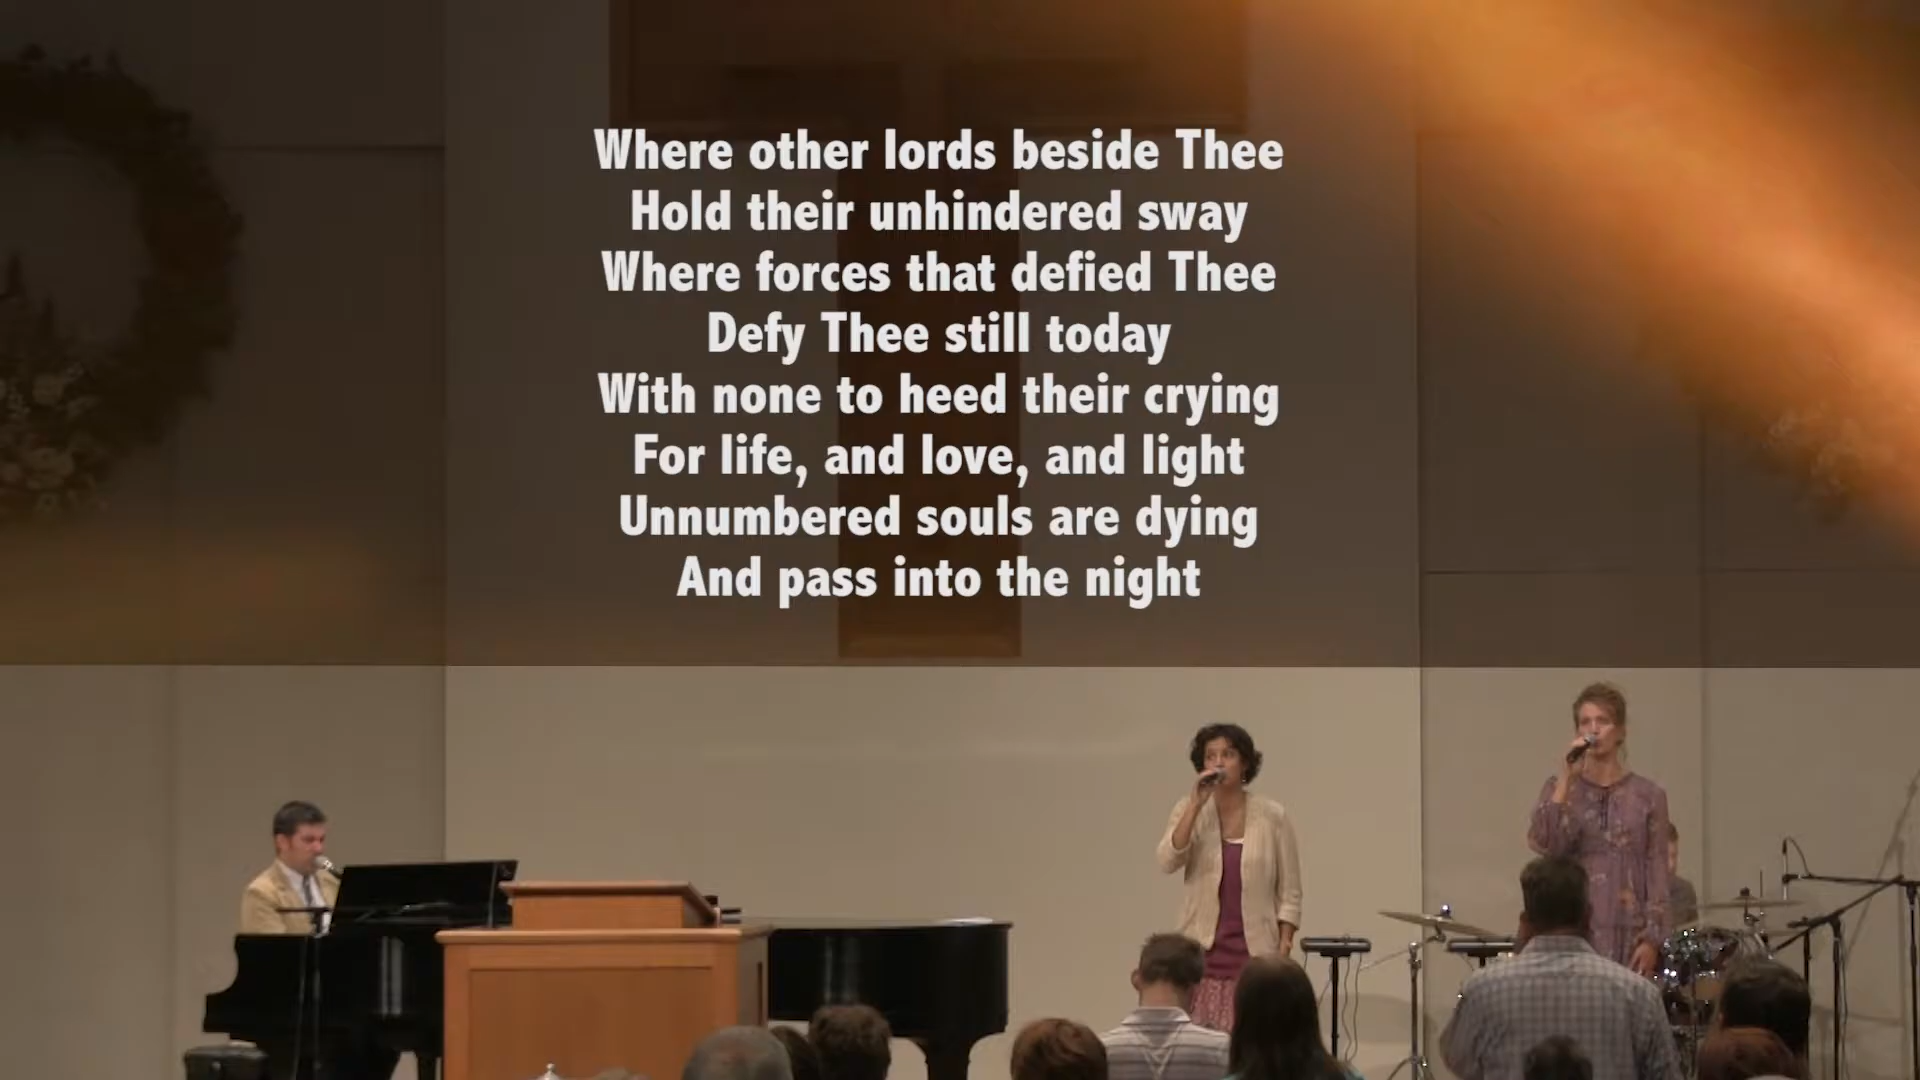 Where other lords beside Thee
Hold their unhindered sway
Where forces that defied Thee
Defy Thee still today
With none to heed their crying
For life, and love, and light
Unnumbered souls are dying
And pass into the night